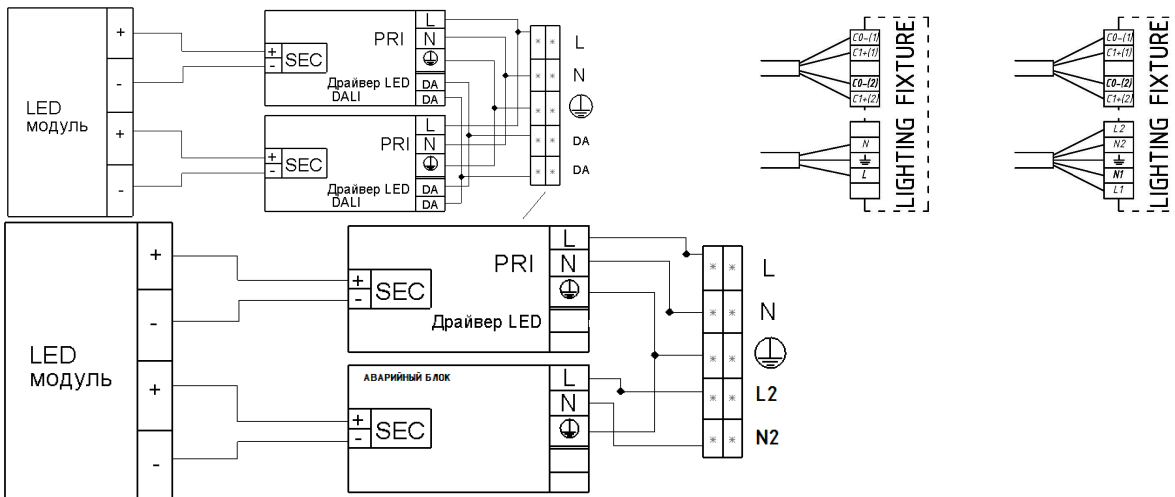 +
-
+
-
LED
модуль
+
-
SEC
PRI
L
N
Драйвер LED
DALI
DA
DA
+
-
SEC
PRI
L
N
Драйвер LED
DALI
DA
DA
L
N
DA
DA
C0-(1)
C1+(1)
C0-(2)
C1+(2)
N
L
LIGHTING FIXTURE
C0-(1)
C1+(1)
C0-(2)
C1+(2)
L2
N2
N1
L1
LIGHTING FIXTURE
+
-
+
-
LED
модуль
+
-
SEC
PRI
L
N
Драйвер LED
АВАРИЙНЫЙ БЛОК
+
-
SEC
L
N
L
N
L2
N2